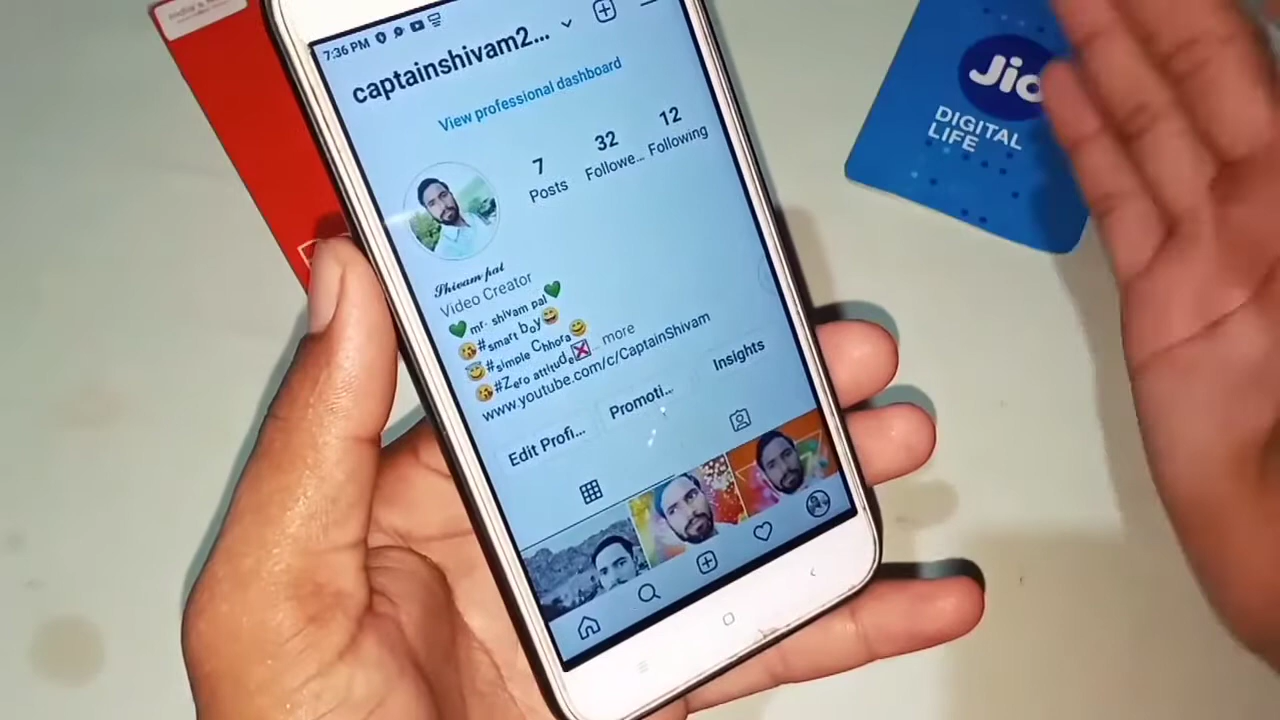 7:36 PM
captainshivam2...
View professional dashboard
7
Posts
32
Followe...
12
Following
𝒮𝒽𝒾𝓋𝒶𝓂 𝓅𝒶𝓁
Video Creator
💚mr. shivam pal💚
😘#smart boy😄
😇#simple Chhora😄
😘#Zero attitude❎... more
www.youtube.com/c/CaptainShivam
Edit Profi...
Promoti...
Insights
Jio
DIGITAL
LIFE